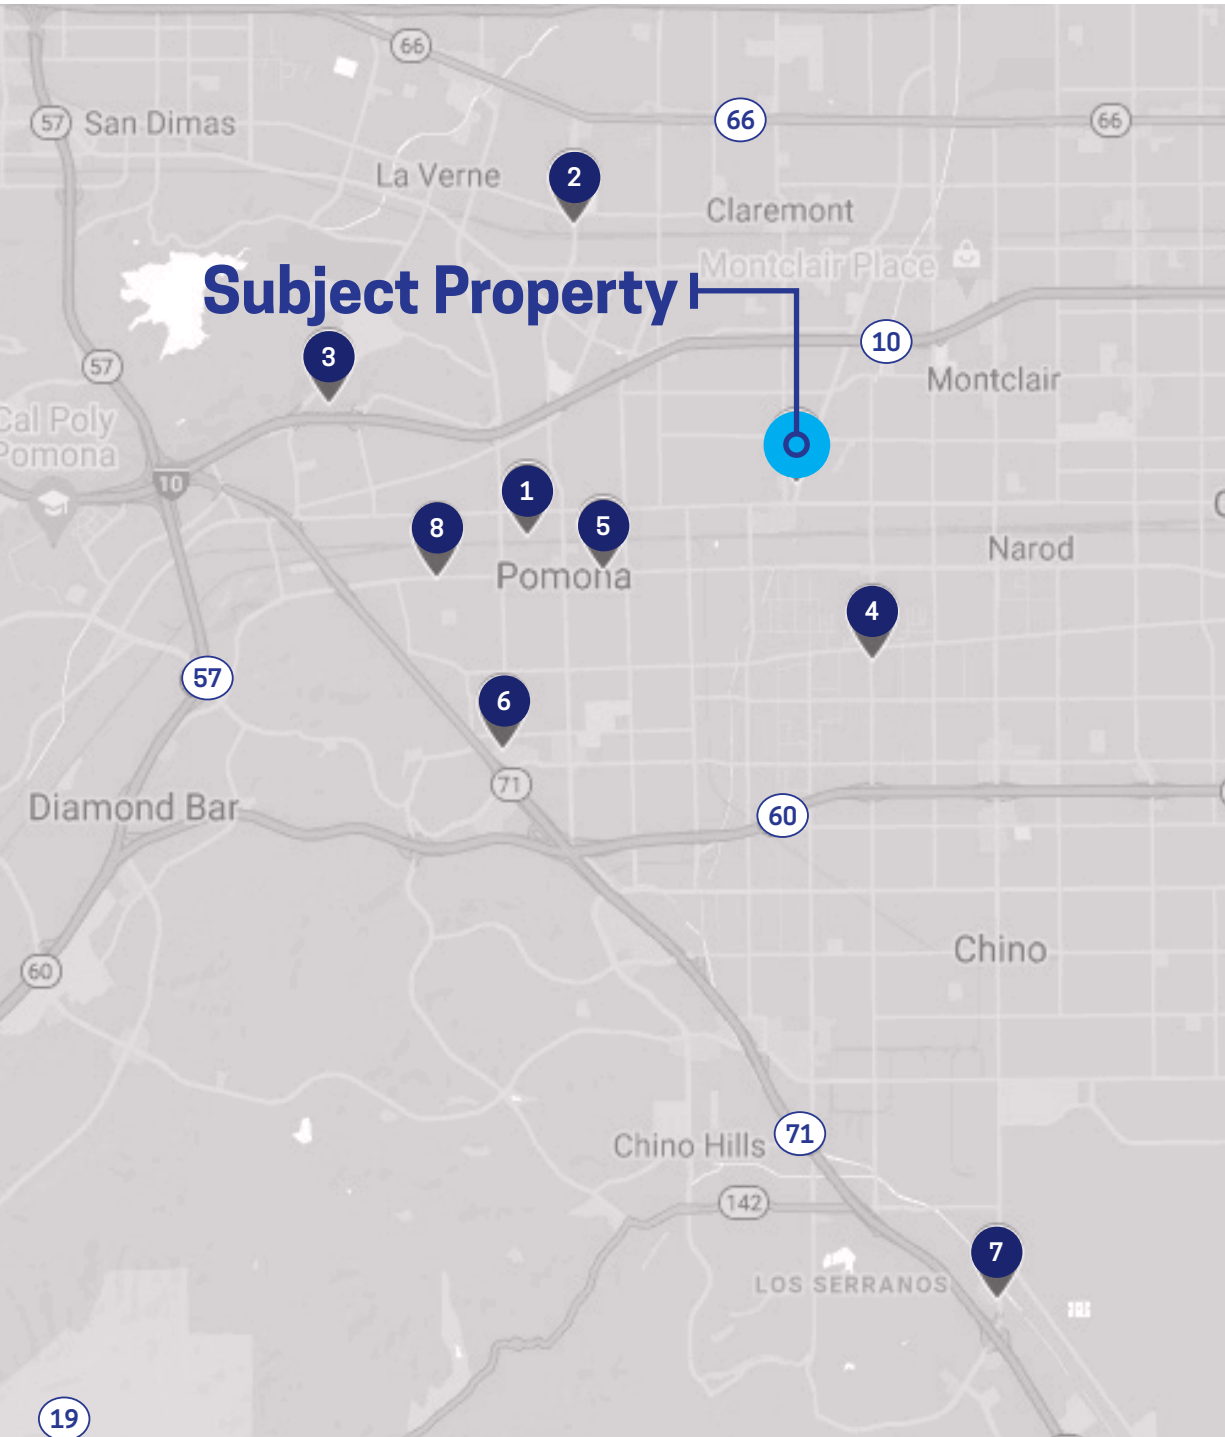 66
66
66
57
San Dimas
La Verne
2
Claremont
Montclair Place
Subject Property
10
3
57
Montclair
Cal Poly
Pomona
10
1
8
5
Pomona
Narod
4
57
6
71
Diamond Bar
60
Chino
60
Chino Hills
71
142
7
LOS SERRANOS
19